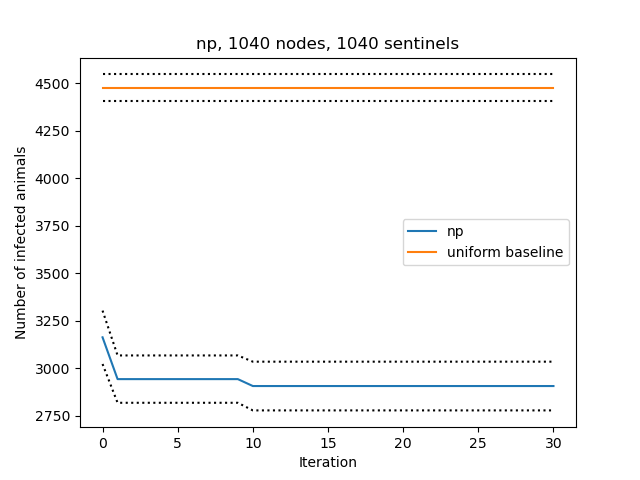 np, 1040 nodes, 1040 sentinels
4500
4250
4000
3750
3500
3250
3000
2750
Number of infected animals
np
uniform baseline
0 5 10 15 20 25 30
Iteration